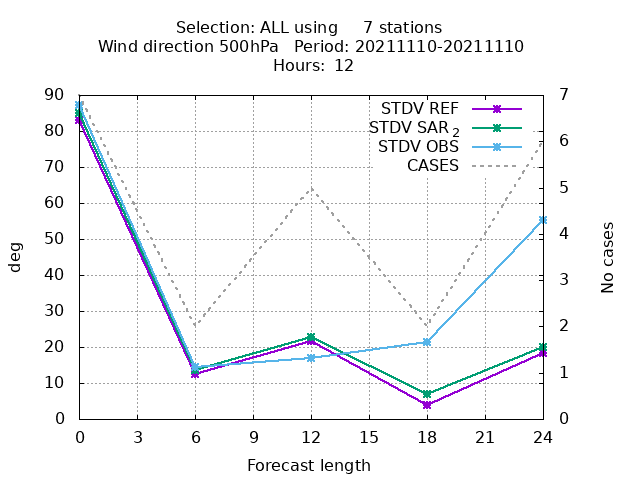 Selection: ALL using     7 stations
Wind direction 500hPa   Period: 20211110-20211110
Hours:  12
STDV REF
STDV SAR 2
STDV OBS
CASES
deg
90
80
70
60
50
40
30
20
10
0
7
6
5
4
3
2
1
0
No cases
0 3 6 9 12 15 18 21 24
Forecast length